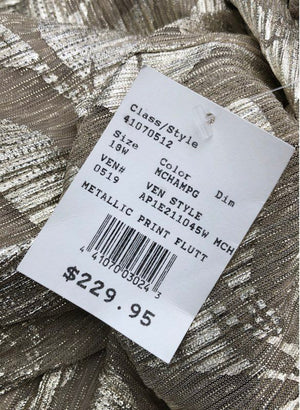 Class/Style
41070512
Size Color Dim
18W MCHAMPG
VEN# VEN STYLE
0519 AP1E21104SW MCH
METALLIC PRINT FLUTT
4 41070 03024 3
$229.95